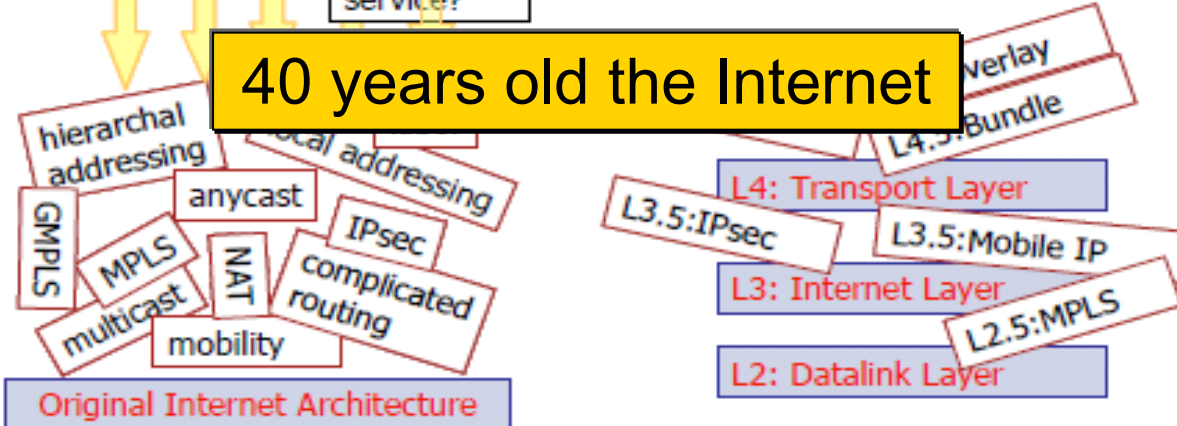 service?
40 years old the Internet
hierarchal
addressing
local addressing
anycast
GMPLS
MPLS
multicast
NAT
IPsec
complicated
routing
mobility
Original Internet Architecture
L4.5:Bundle
L4: Transport Layer
L3.5:IPsec
L3.5:Mobile IP
L3: Internet Layer
L2.5:MPLS
L2: Datalink Layer